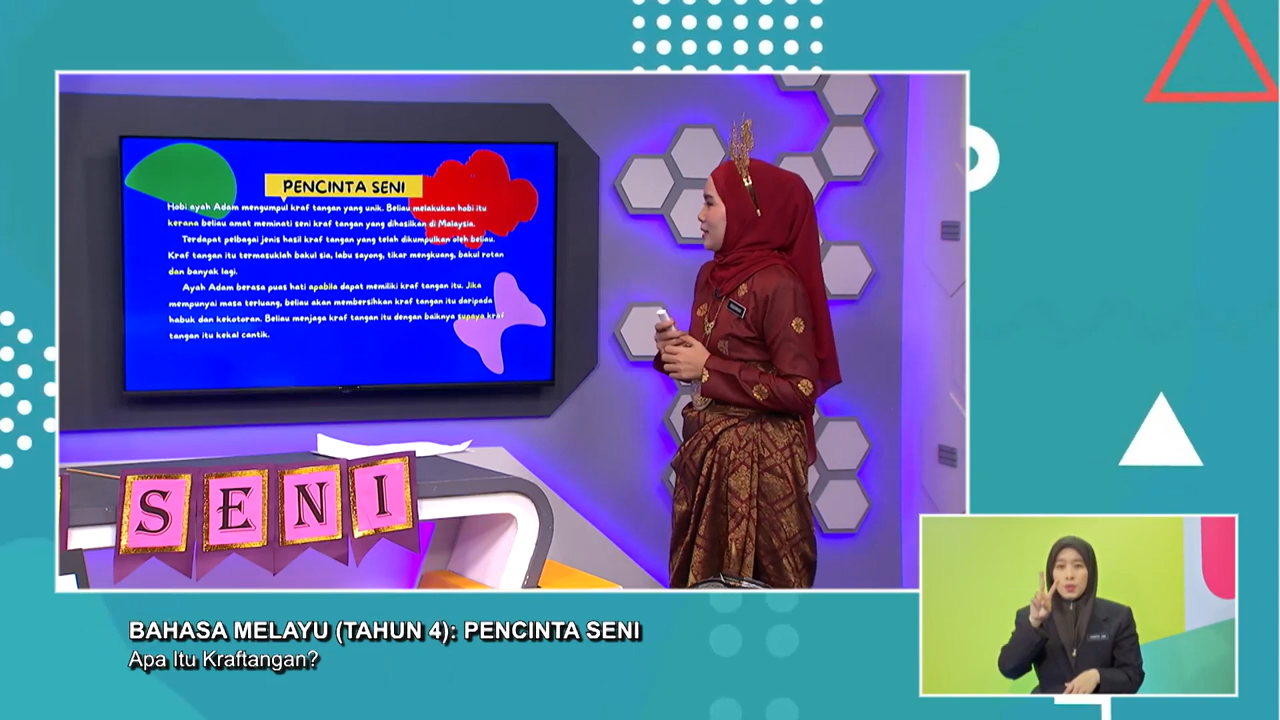 PENCINTA SENI
Hobi ayah Adam mengumpul kraf tangan yang unik. Beliau melakukan hobi itu
kerana beliau amat meminati seni kraf tangan yang dihasilkan di Malaysia.
Terdapat pelbagai jenis hasil kraf tangan yang telah dikumpulkan oleh beliau.
Kraf tangan itu termasuklah bakul sia, labu sayong, tikar mengkuang, bakul rotan
dan banyak lagi.
Ayah Adam berasa puas hati apabila dapat memiliki kraf tangan itu. Jika
mempunyai masa terluang, beliau akan membersihkan kraf tangan itu daripada
habuk dan kekotoran. Beliau menjaga kraf tangan itu dengan baiknya supaya kraf
tangan itu kekal cantik.
SENI
BAHASA MELAYU (TAHUN 4): PENCINTA SENI
Apa Itu Kraftangan?